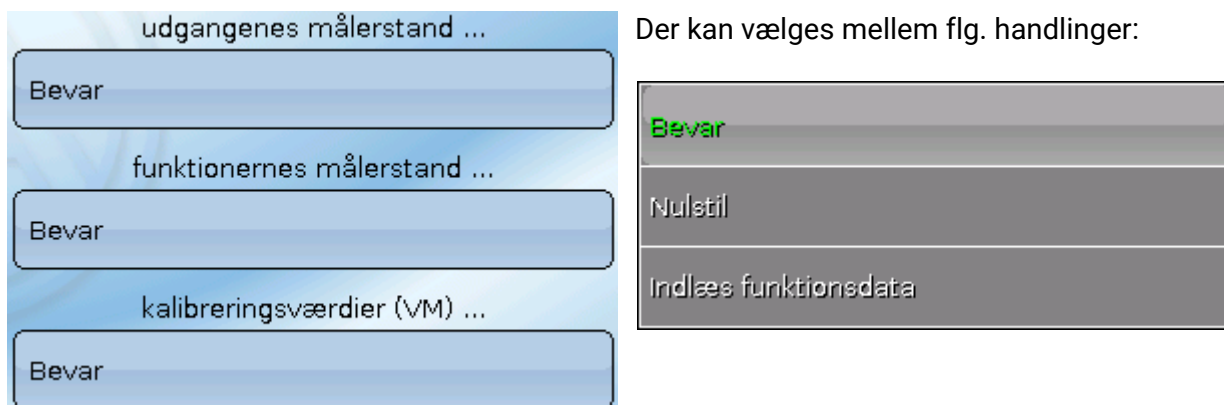 udgangenes målerstand ...
Bevar
funktionernes målerstand ...
Bevar
kalibreringsværdier (VM) ...
Bevar
Der kan vælges mellem flg. handlinger:
Bevar
Nulstil
Indlæs funktionsdata